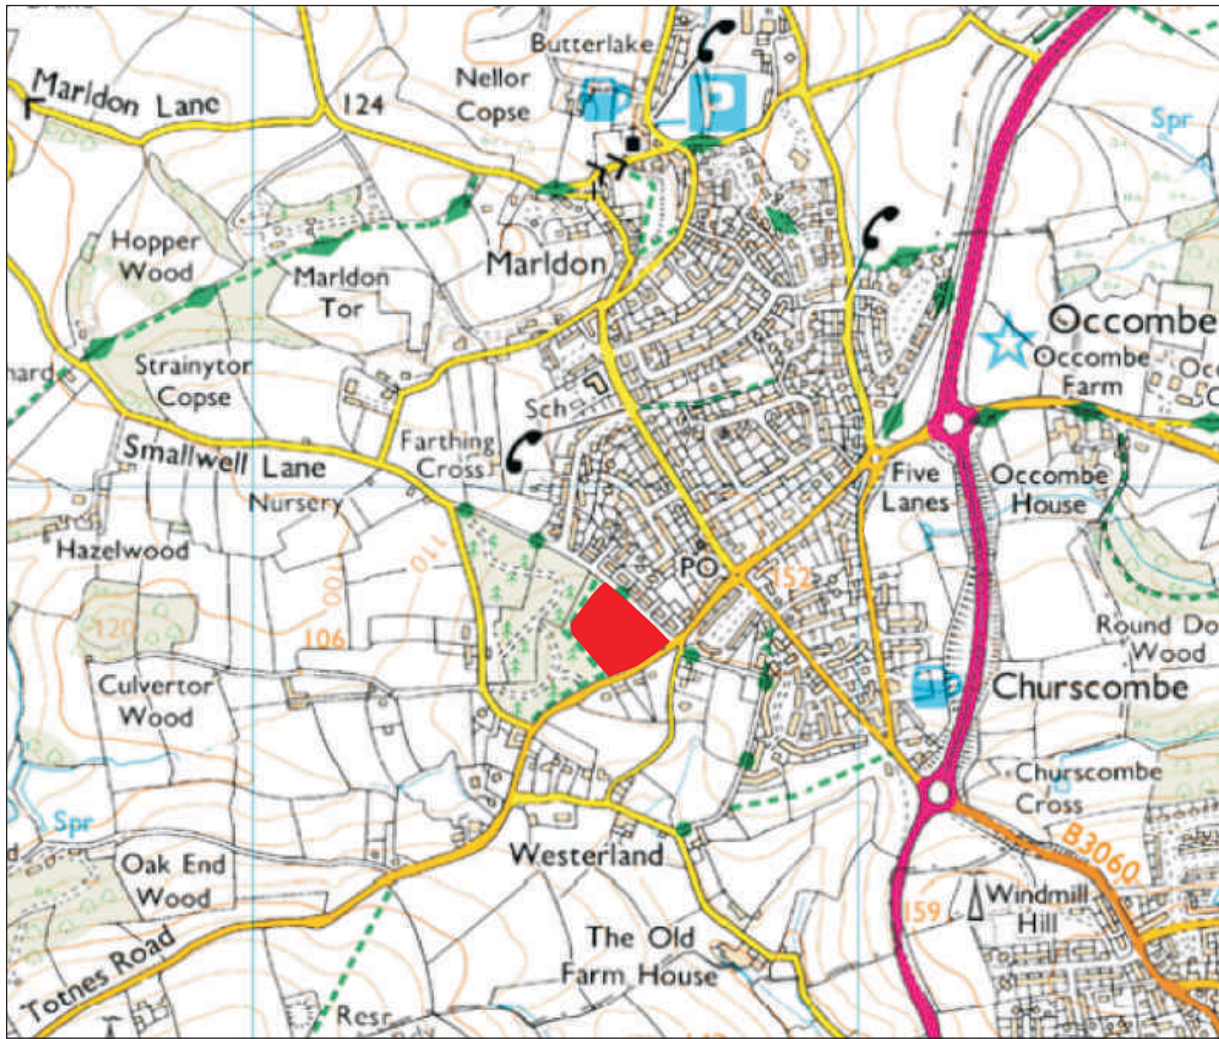 Butterlake
Nellor
Copse
P
Marldon Lane
124
Spr
Hopper
Wood
Marldon
Marldon
Tor
Occombe
Occombe
Farm
Strainytor
Copse
Sch
Farthing
Cross
Smallwell Lane
Nursery
Five
Lanes
Occombe
House
Hazelwood
110
100
PO
152
120
106
Round Do
Wood
Culvertor
Wood
Churscombe
Churscombe
Cross
Spr
B3060
Westerland
Oak End
Wood
159
Windmill
Hill
The Old
Farm House
Totnes Road
Resr